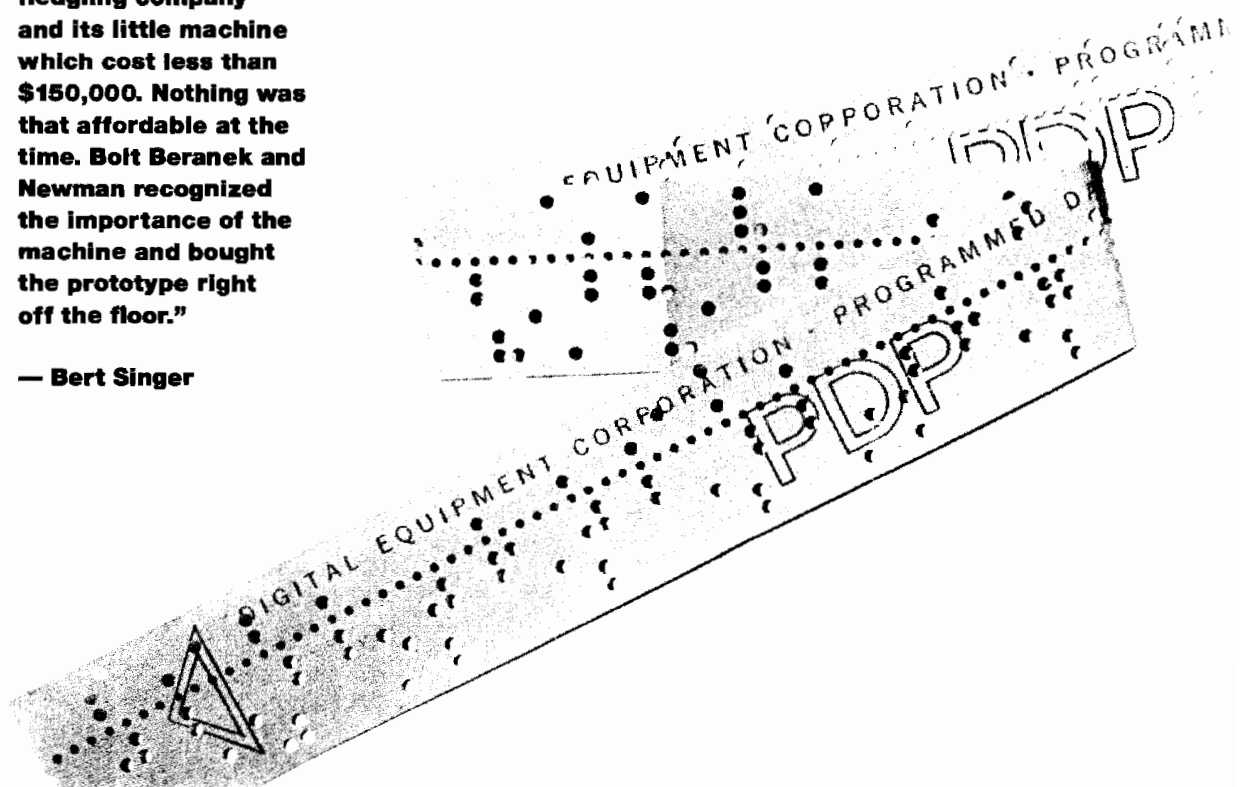 fledgling company
and its little machine
which cost less than
$150,000. Nothing was
that affordable at the
time. Bolt Beranek and
Newman recognized
the importance of the
machine and bought
the prototype right
off the floor.”
— Bert Singer
EQUIPMENT CORPORATION ·
PDP
DIGITAL EQUIPMENT CORPORATION · PROGRAMMED
PDP